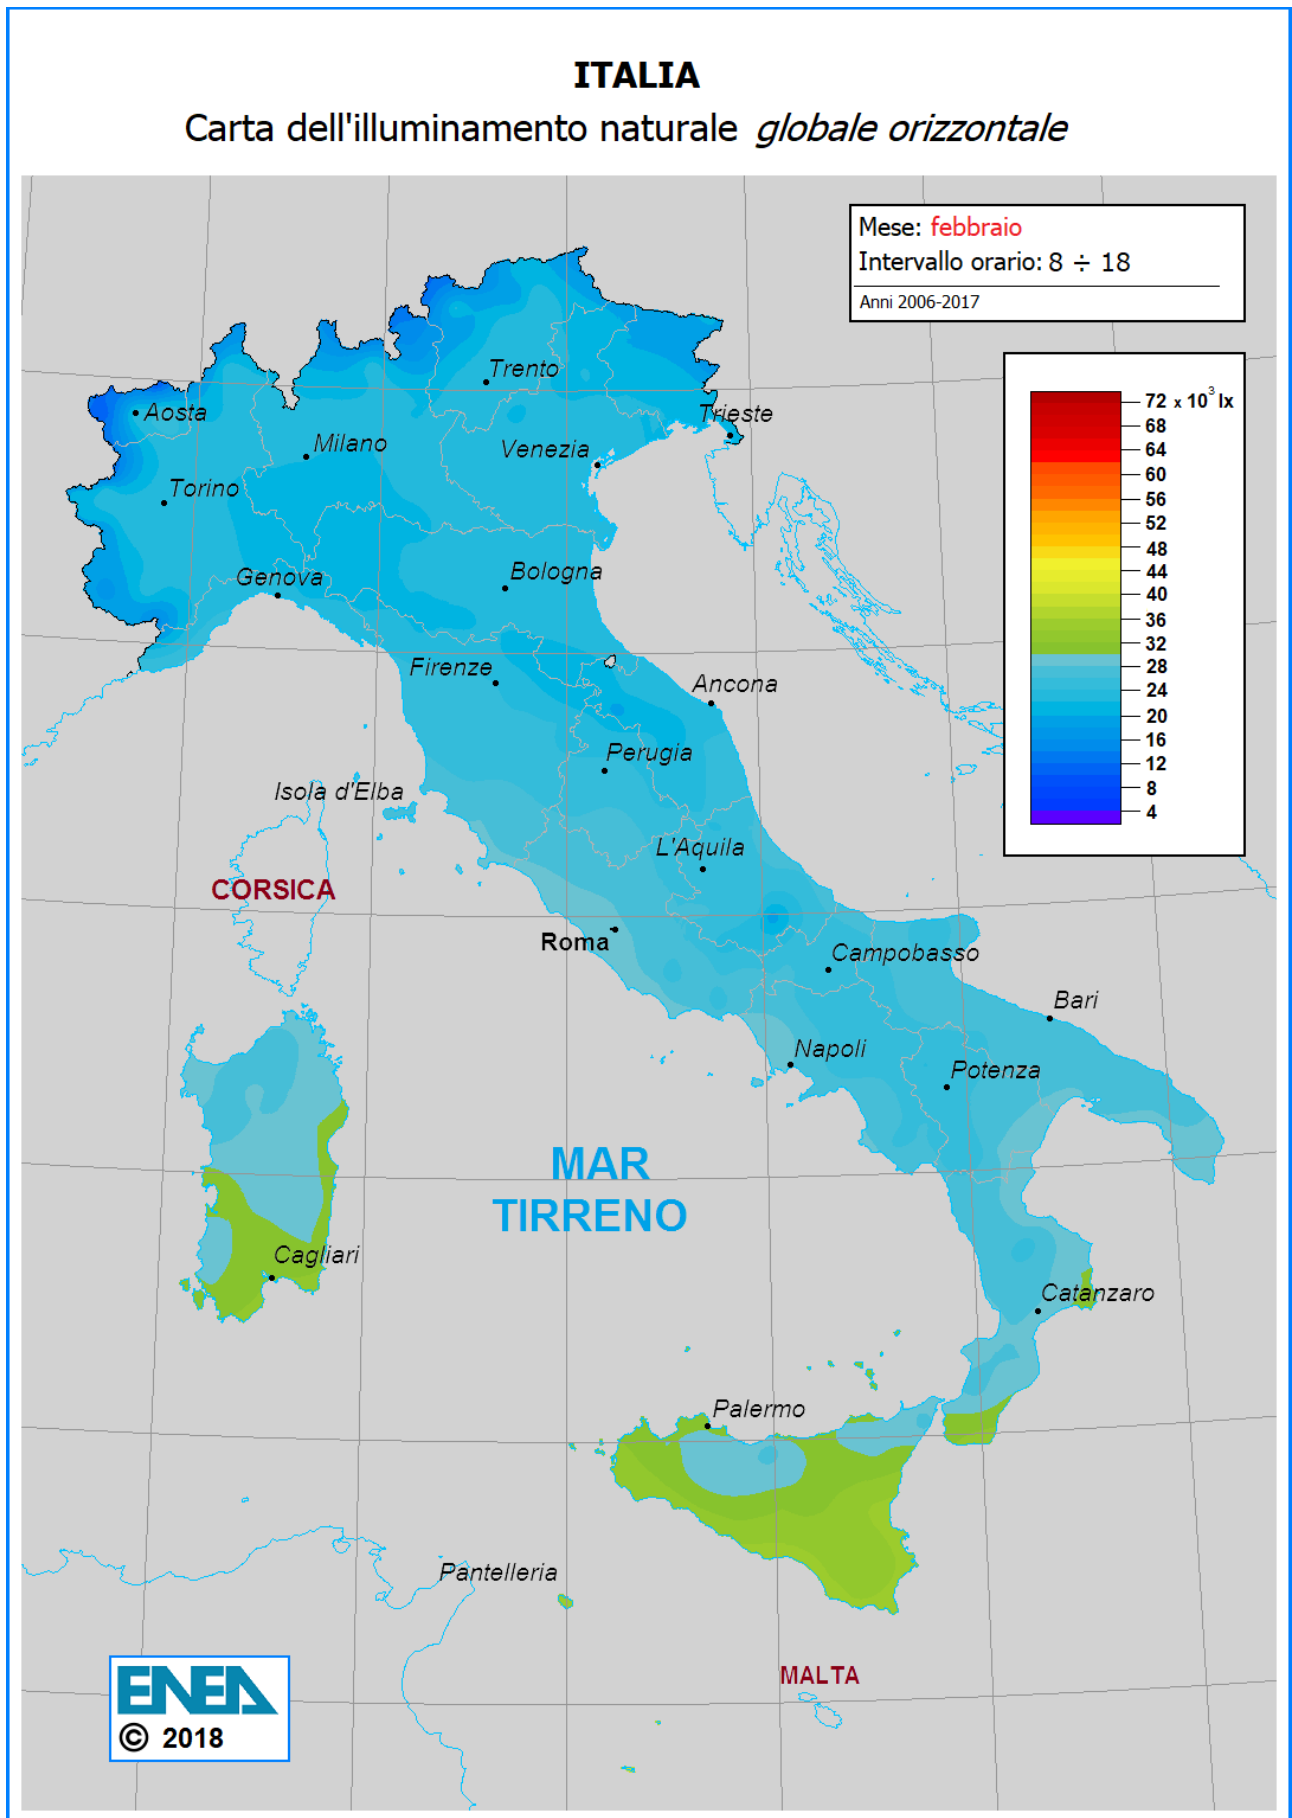 ITALIA
Carta dell'illuminamento naturale globale orizzontale
Mese: febbraio
Intervallo orario: 8 ÷ 18
Anni 2006-2017
72 x 10³ lx
68
64
60
56
52
48
44
40
36
32
28
24
20
16
12
8
4
Trento
Aosta
Trieste
Milano
Venezia
Torino
Genova
Bologna
Firenze
Ancona
Perugia
Isola d'Elba
L'Aquila
CORSICA
Roma
Campobasso
Bari
Napoli
Potenza
MAR
TIRRENO
Cagliari
Catanzaro
Palermo
Pantelleria
MALTA
ENEA
© 2018